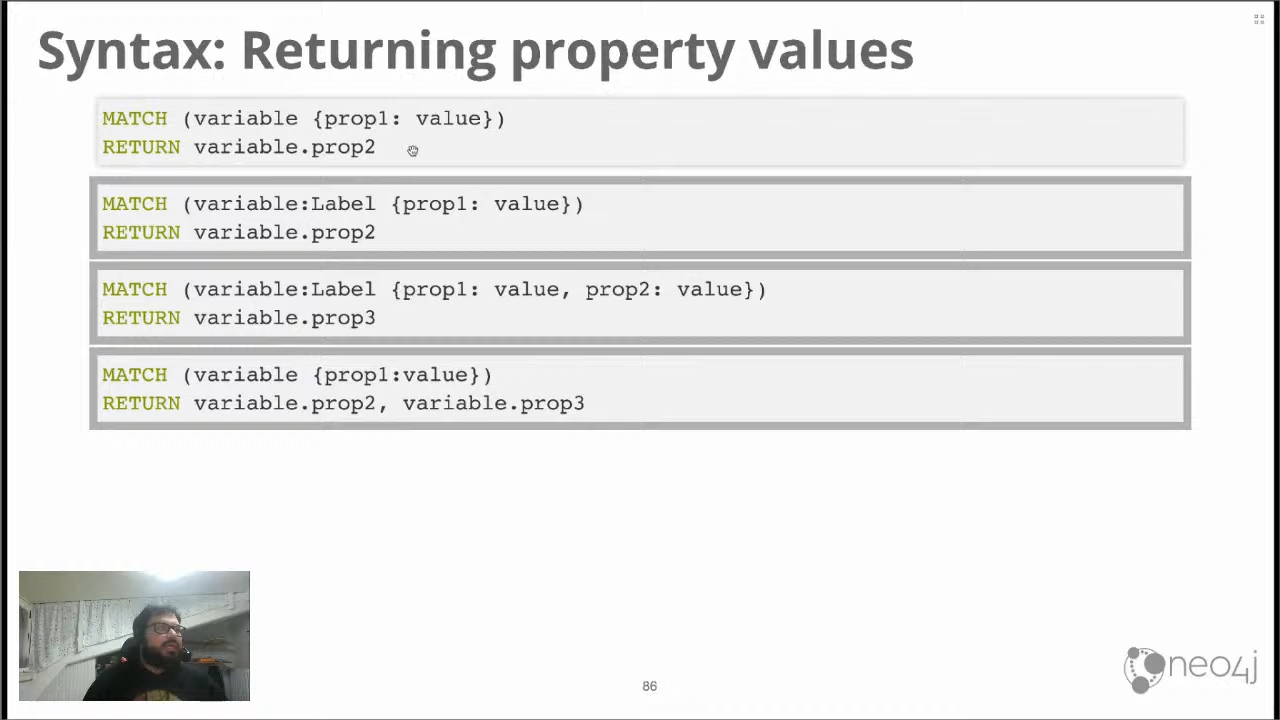 Syntax: Returning property values
MATCH (variable {prop1: value})
RETURN variable.prop2
MATCH (variable:Label {prop1: value})
RETURN variable.prop2
MATCH (variable:Label {prop1: value, prop2: value})
RETURN variable.prop3
MATCH (variable {prop1:value})
RETURN variable.prop2, variable.prop3
86
neo4j